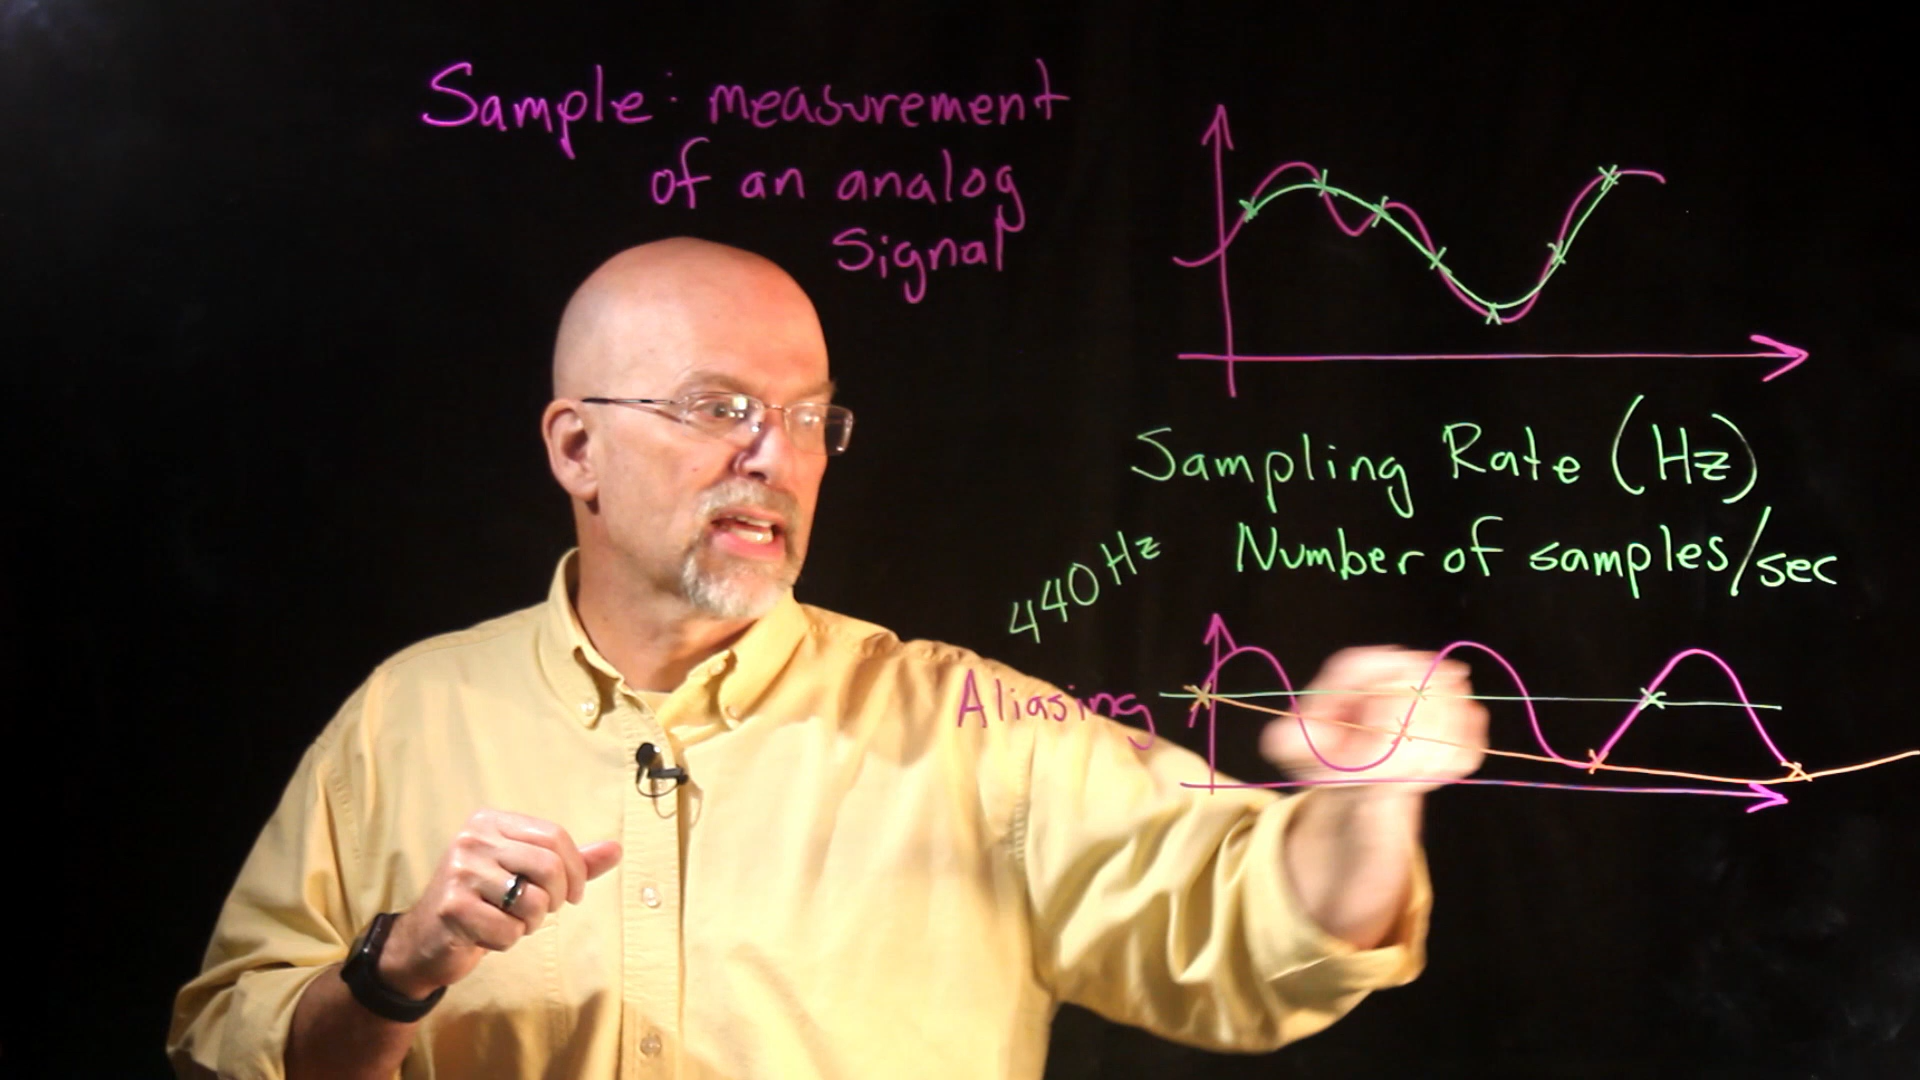 Sample: measurement
of an analog
Signal
Sampling Rate (Hz)
Number of samples/sec
440 Hz
Aliasing